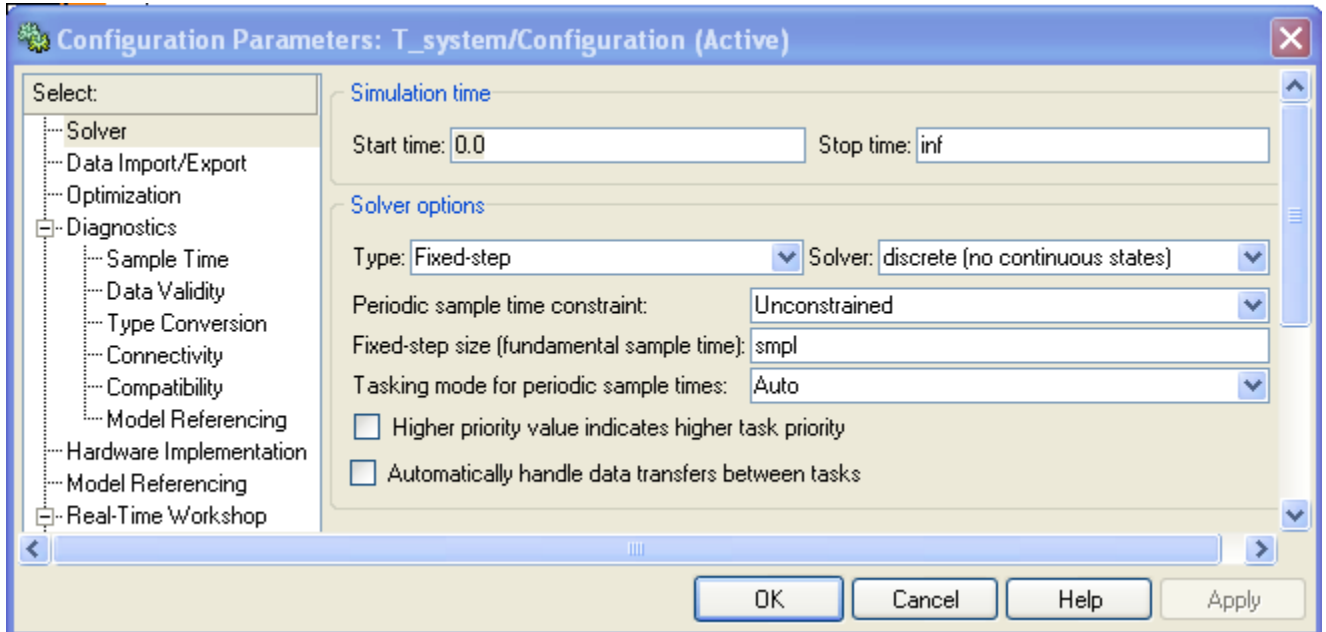 Configuration Parameters: T_system/Configuration (Active)
Select:
Solver
Data Import/Export
Optimization
Diagnostics
Sample Time
Data Validity
Type Conversion
Connectivity
Compatibility
Model Referencing
Hardware Implementation
Model Referencing
Real-Time Workshop
Simulation time
Start time: 0.0 Stop time: inf
Solver options
Type: Fixed-step Solver: discrete (no continuous states)
Periodic sample time constraint: Unconstrained
Fixed-step size (fundamental sample time): smpl
Tasking mode for periodic sample times: Auto
Higher priority value indicates higher task priority
Automatically handle data transfers between tasks
OK Cancel Help Apply